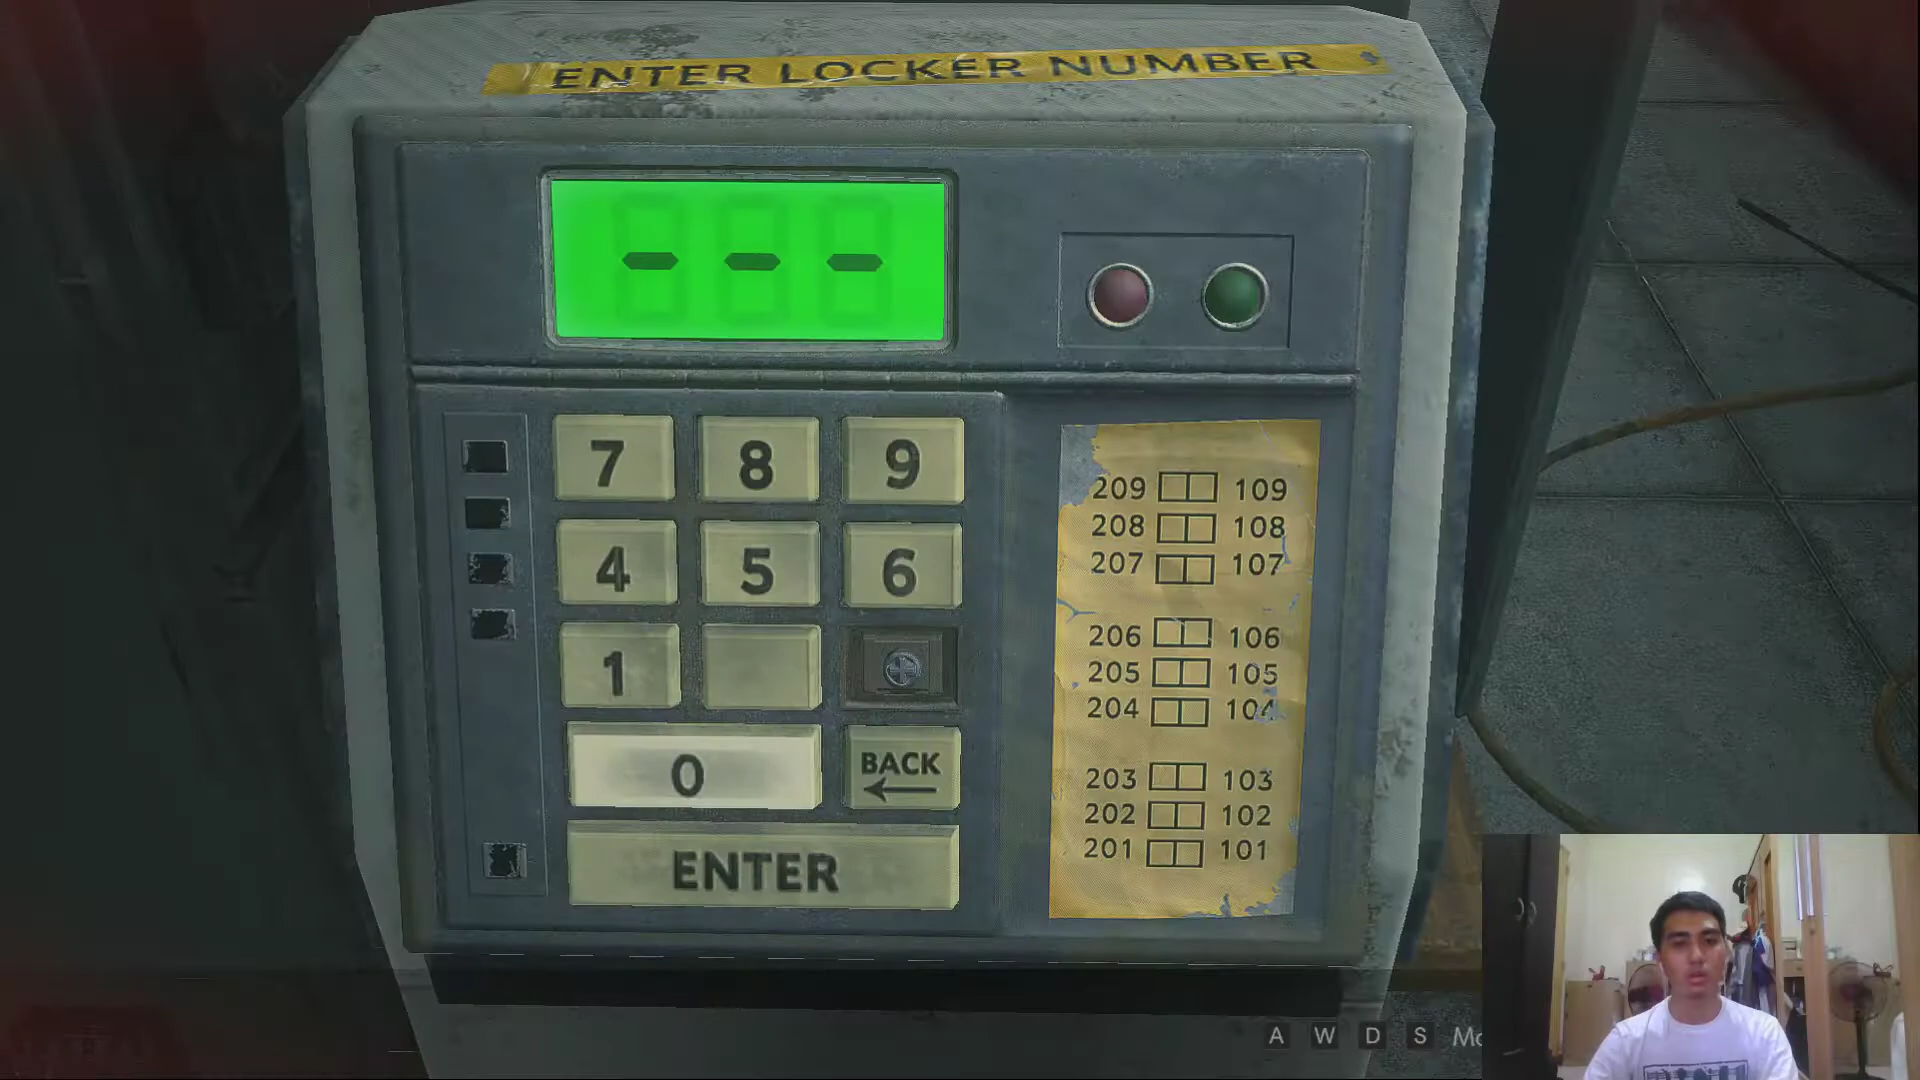 ENTER LOCKER NUMBER
- - -
7 8 9
4 5 6
1
0 BACK
ENTER
209 109
208 108
207 107
206 106
205 105
204 104
203 103
202 102
201 101
A W D S